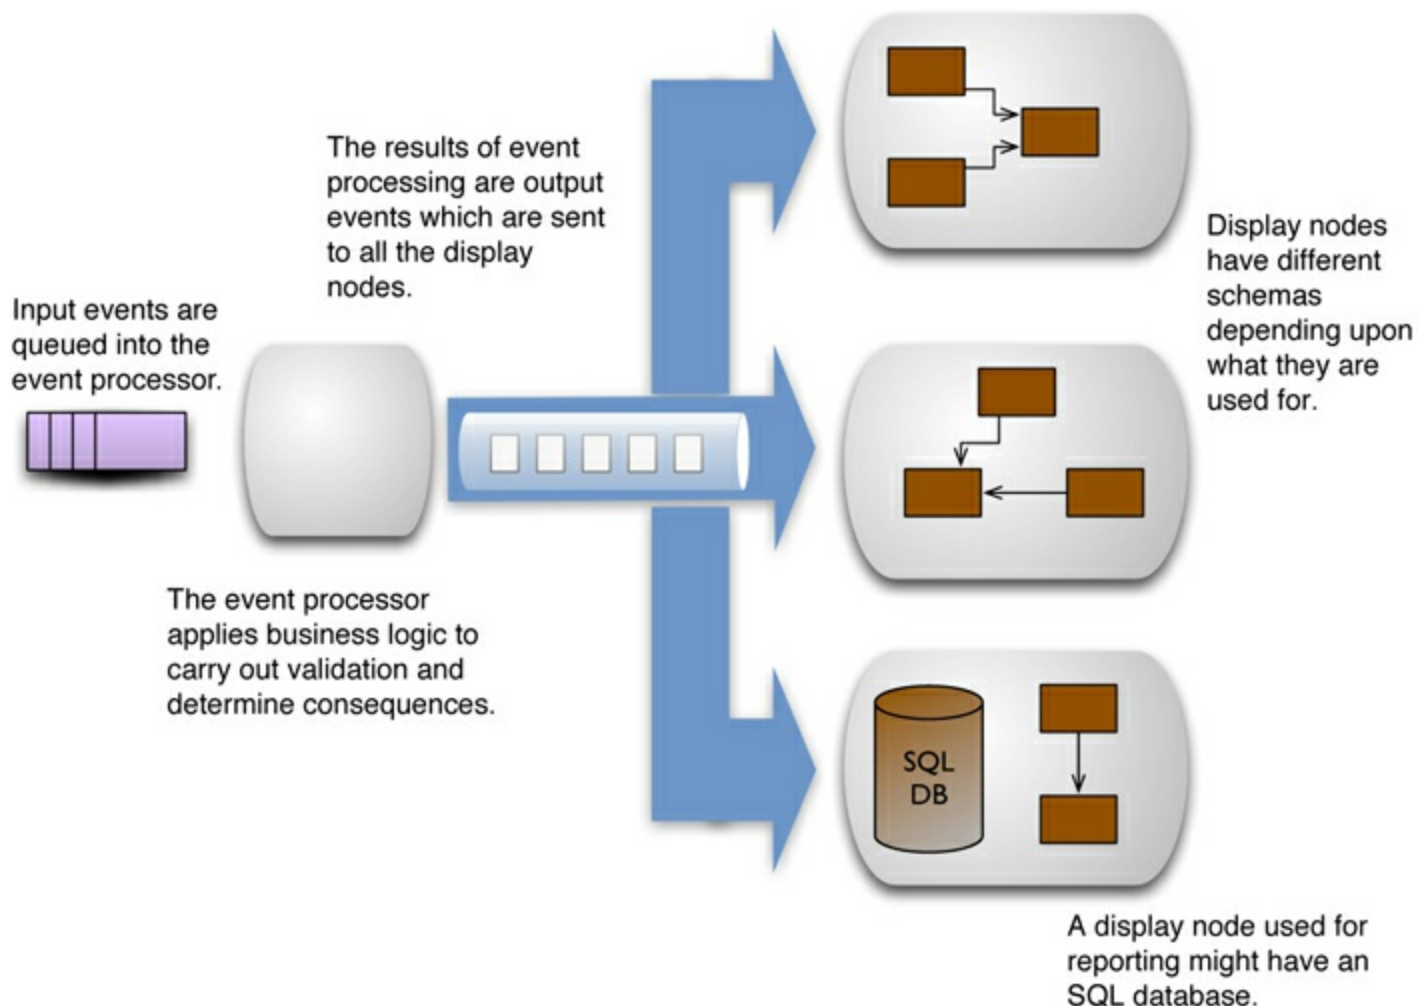 The results of event
processing are output
events which are sent
to all the display
nodes.
Input events are
queued into the
event processor.
The event processor
applies business logic to
carry out validation and
determine consequences.
Display nodes
have different
schemas
depending upon
what they are
used for.
SQL
DB
A display node used for
reporting might have an
SQL database.